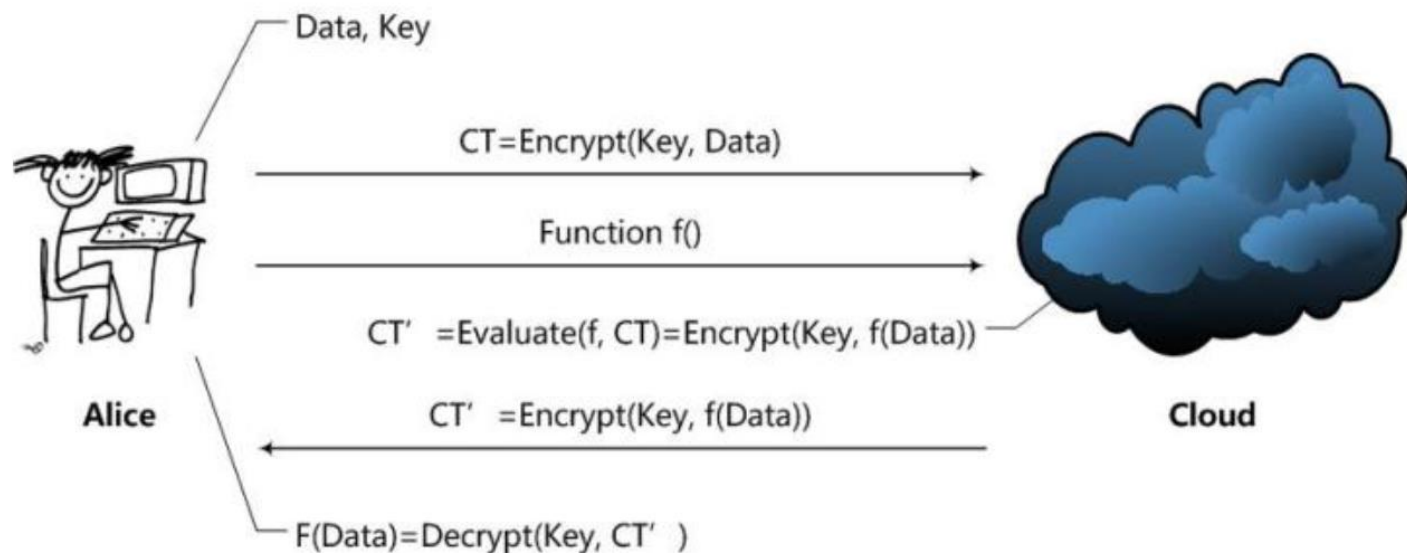 Data, Key
CT=Encrypt(Key, Data)
Function f()
CT′ =Evaluate(f, CT)=Encrypt(Key, f(Data))
Alice
CT′ =Encrypt(Key, f(Data))
Cloud
F(Data)=Decrypt(Key, CT′ )